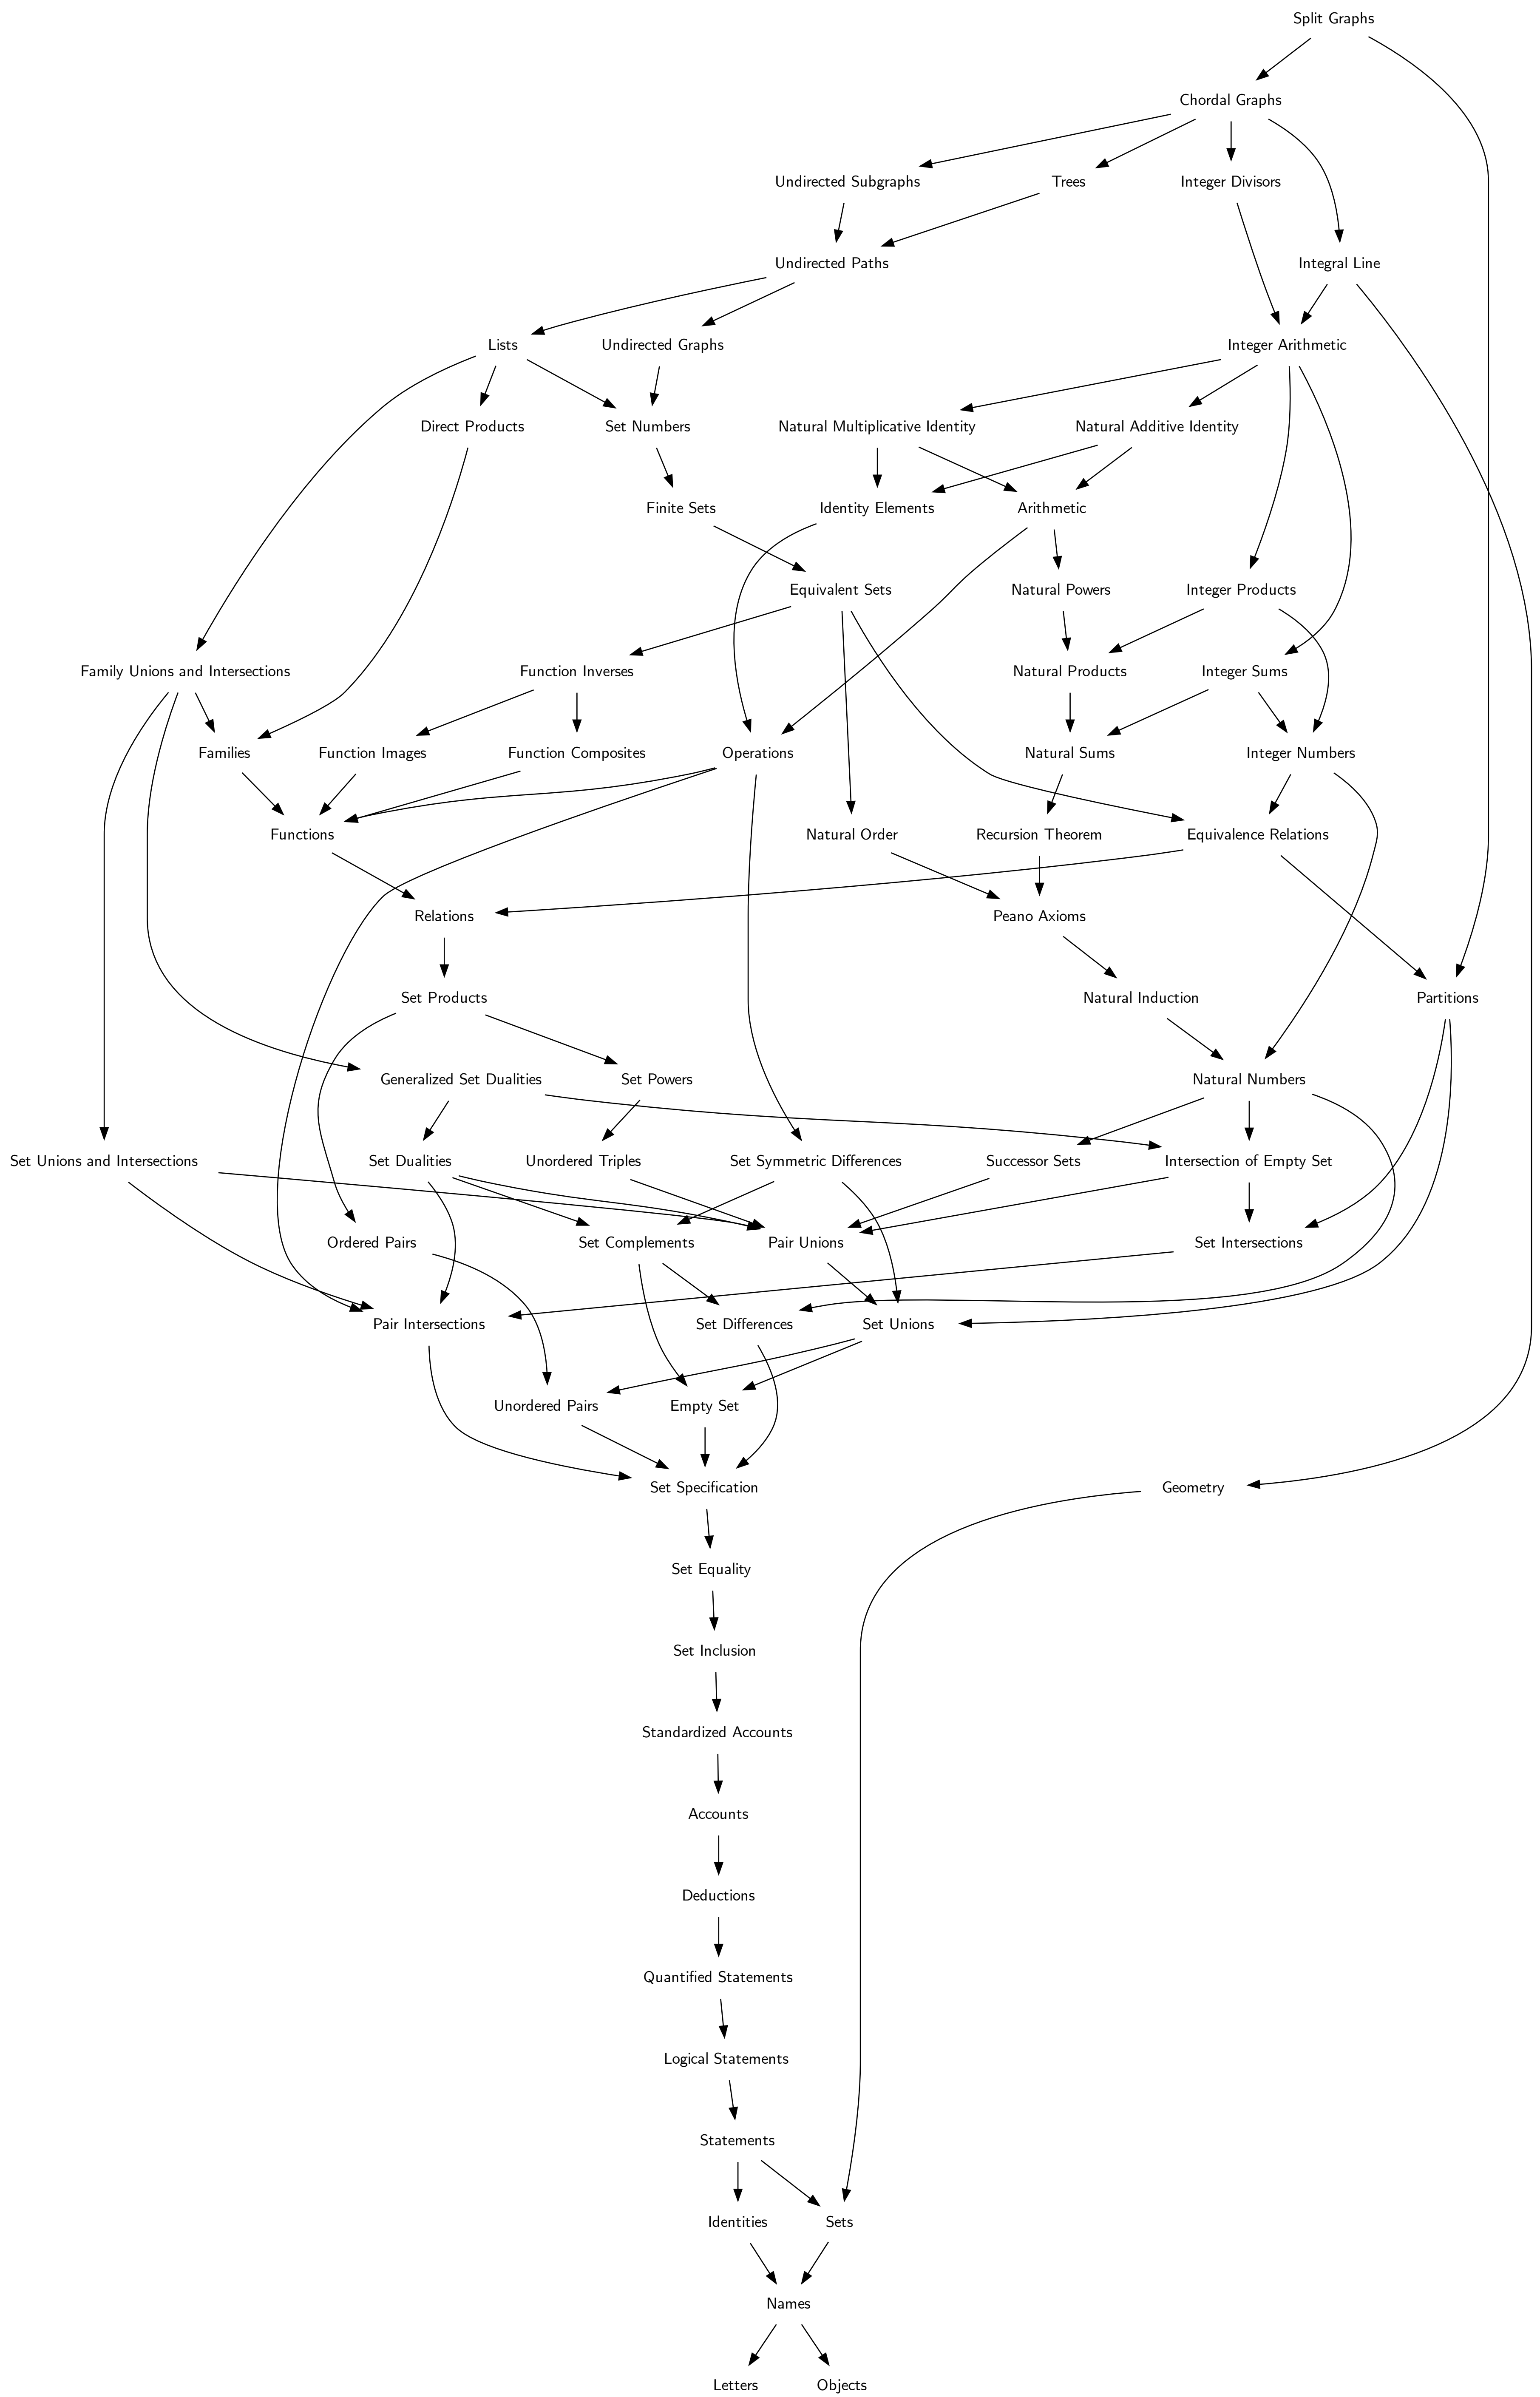 Split Graphs
Chordal Graphs
Undirected Subgraphs
Trees
Integer Divisors
Undirected Paths
Integral Line
Lists
Undirected Graphs
Integer Arithmetic
Direct Products
Set Numbers
Natural Multiplicative Identity
Natural Additive Identity
Finite Sets
Identity Elements
Arithmetic
Equivalent Sets
Natural Powers
Integer Products
Family Unions and Intersections
Function Inverses
Natural Products
Integer Sums
Families
Function Images
Function Composites
Operations
Natural Sums
Integer Numbers
Functions
Natural Order
Recursion Theorem
Equivalence Relations
Relations
Peano Axioms
Set Products
Natural Induction
Partitions
Generalized Set Dualities
Set Powers
Natural Numbers
Set Unions and Intersections
Set Dualities
Unordered Triples
Set Symmetric Differences
Successor Sets
Intersection of Empty Set
Ordered Pairs
Set Complements
Pair Unions
Set Intersections
Pair Intersections
Set Differences
Set Unions
Unordered Pairs
Empty Set
Set Specification
Geometry
Set Equality
Set Inclusion
Standardized Accounts
Accounts
Deductions
Quantified Statements
Logical Statements
Statements
Identities
Sets
Names
Letters
Objects